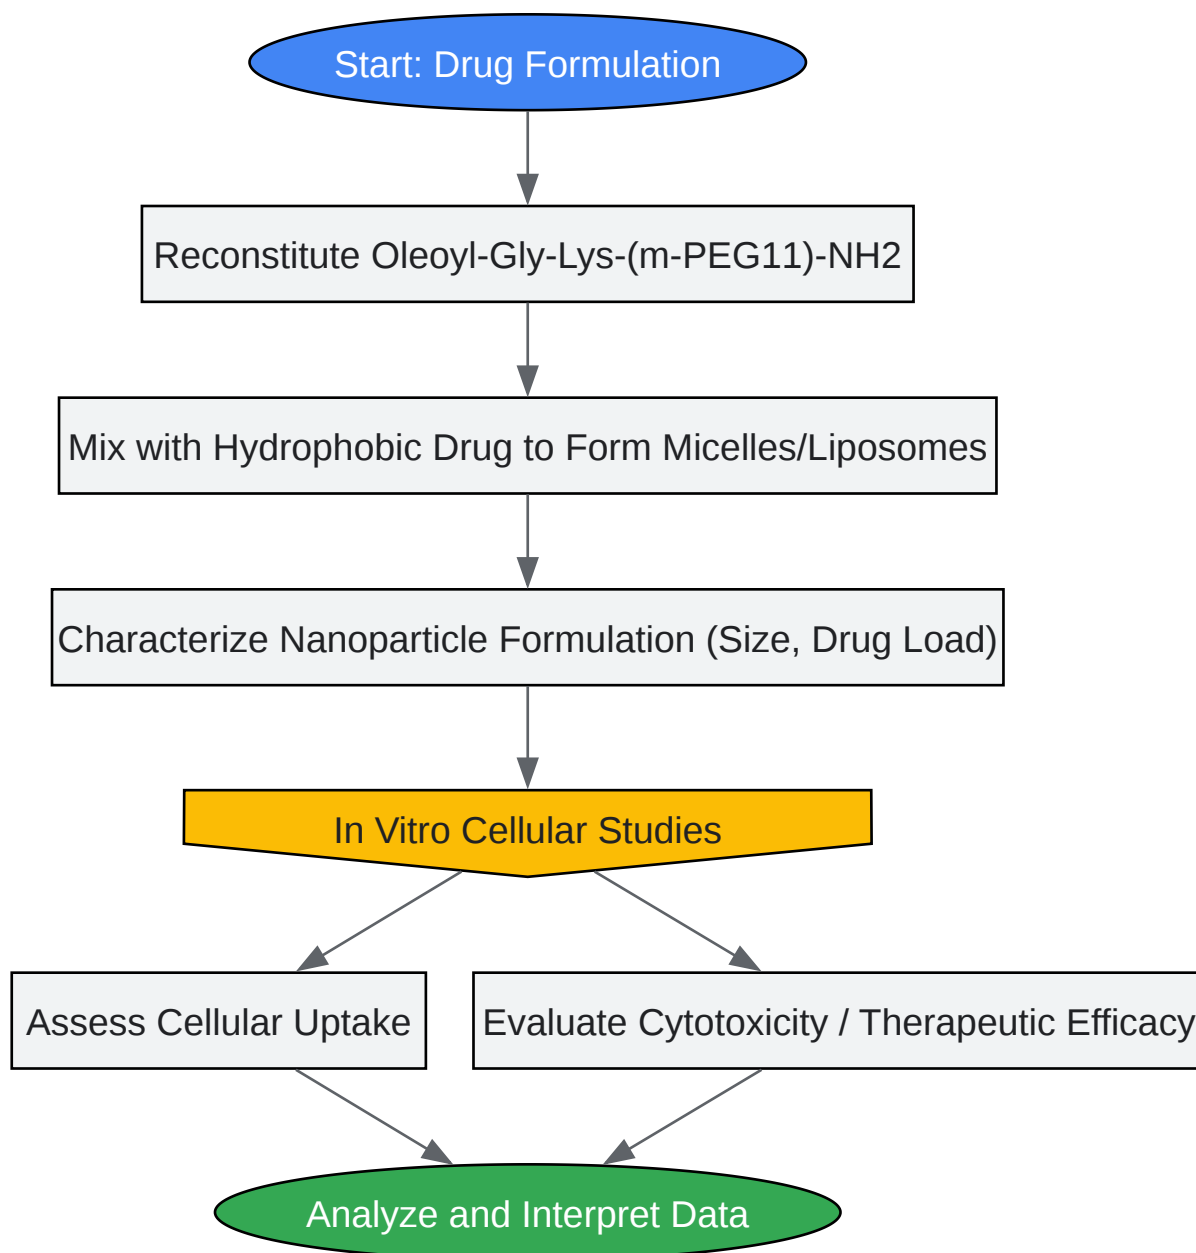 Start: Drug Formulation
Reconstitute Oleoyl-Gly-Lys-(m-PEG11)-NH2
Mix with Hydrophobic Drug to Form Micelles/Liposomes
Characterize Nanoparticle Formulation (Size, Drug Load)
In Vitro Cellular Studies
Assess Cellular Uptake
Evaluate Cytotoxicity / Therapeutic Efficacy
Analyze and Interpret Data